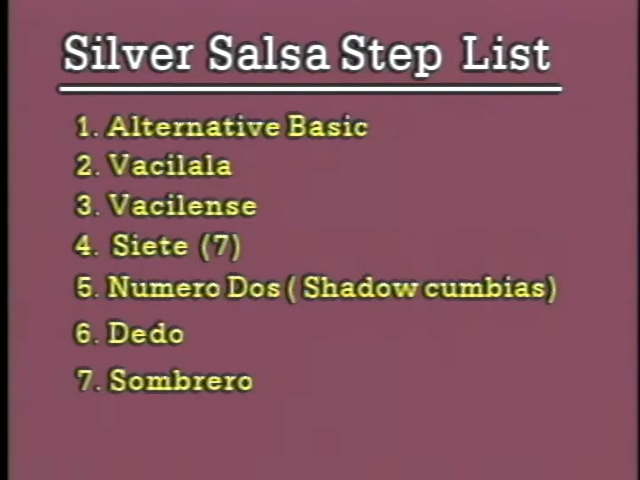 Silver Salsa Step List
1. Alternative Basic
2. Vacilala
3. Vacilense
4. Siete (7)
5. Numero Dos ( Shadow cumbias)
6. Dedo
7. Sombrero